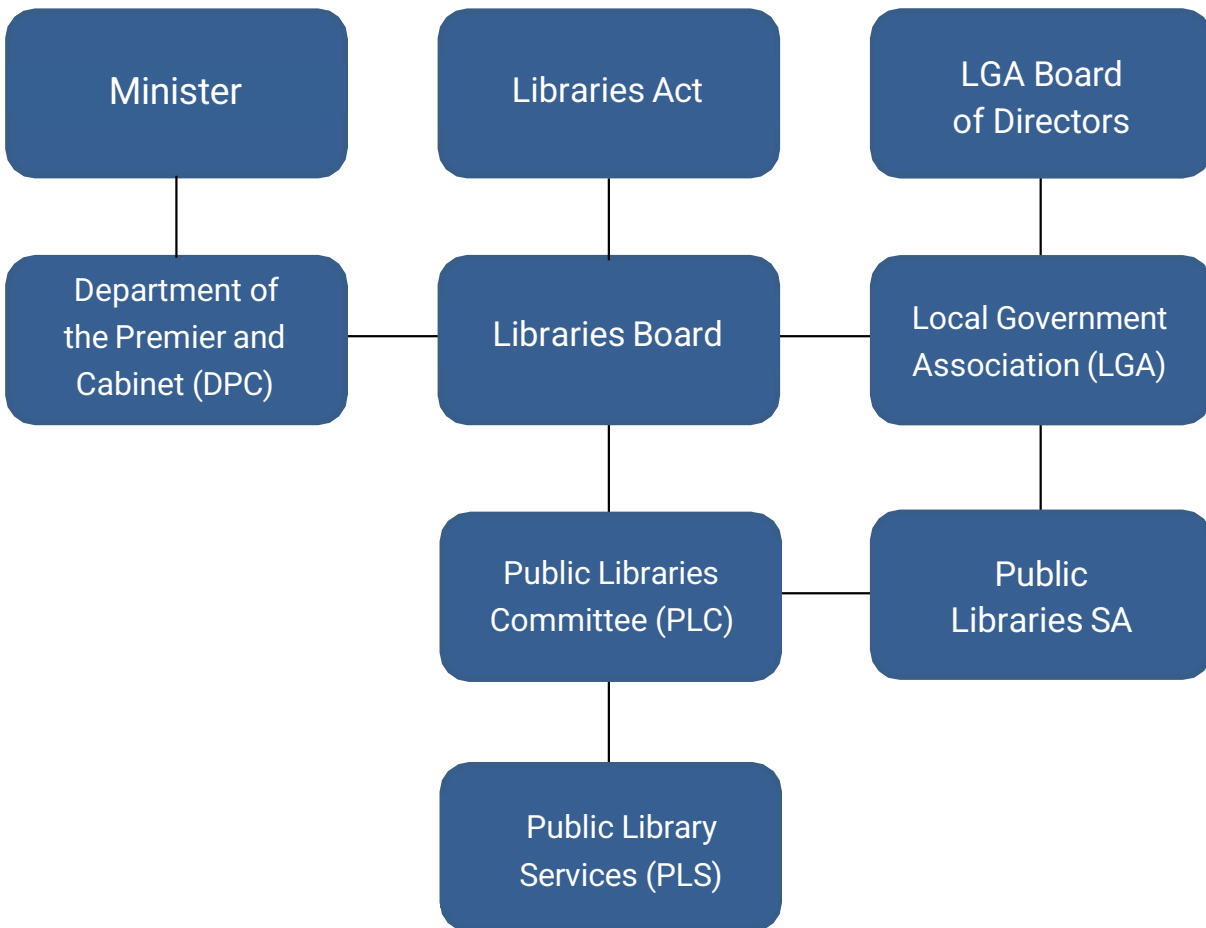 Minister
Libraries Act
LGA Board
of Directors
Department of
the Premier and
Cabinet (DPC)
Libraries Board
Local Government
Association (LGA)
Public Libraries
Committee (PLC)
Public
Libraries SA
Public Library
Services (PLS)